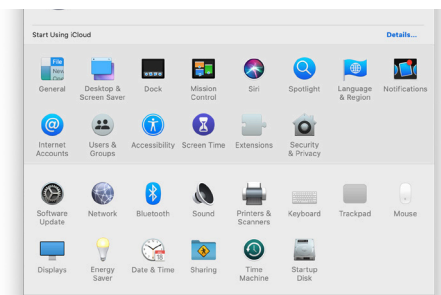 Start Using iCloud Details...
File
New
General Desktop & Screen Saver Dock Mission Control Siri Spotlight Language & Region Notifications
Internet Accounts Users & Groups Accessibility Screen Time Extensions Security & Privacy
Software Update Network Bluetooth Sound Printers & Scanners Keyboard Trackpad Mouse
Displays Energy Saver Date & Time Sharing Time Machine Startup Disk